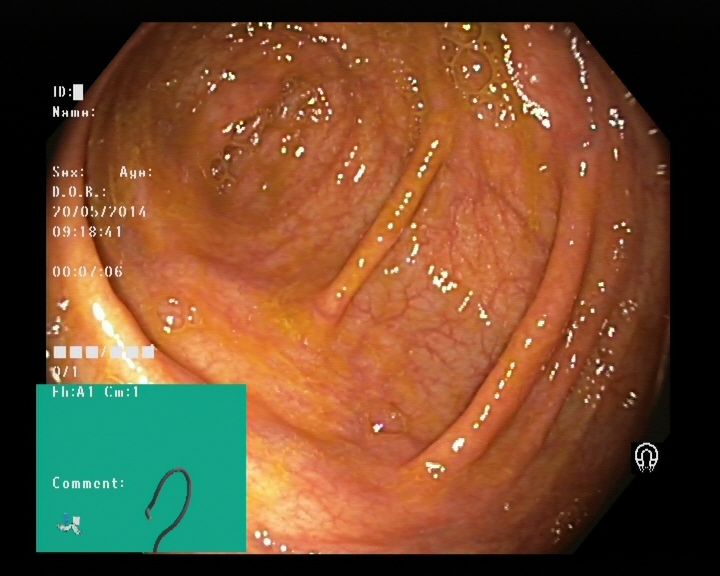 ID:
Name:
Sex: Age:
D.O.B.:
20/05/2014
09:18:41
00:07:06
0/1
Eh:A1 Cm:1
Comment: